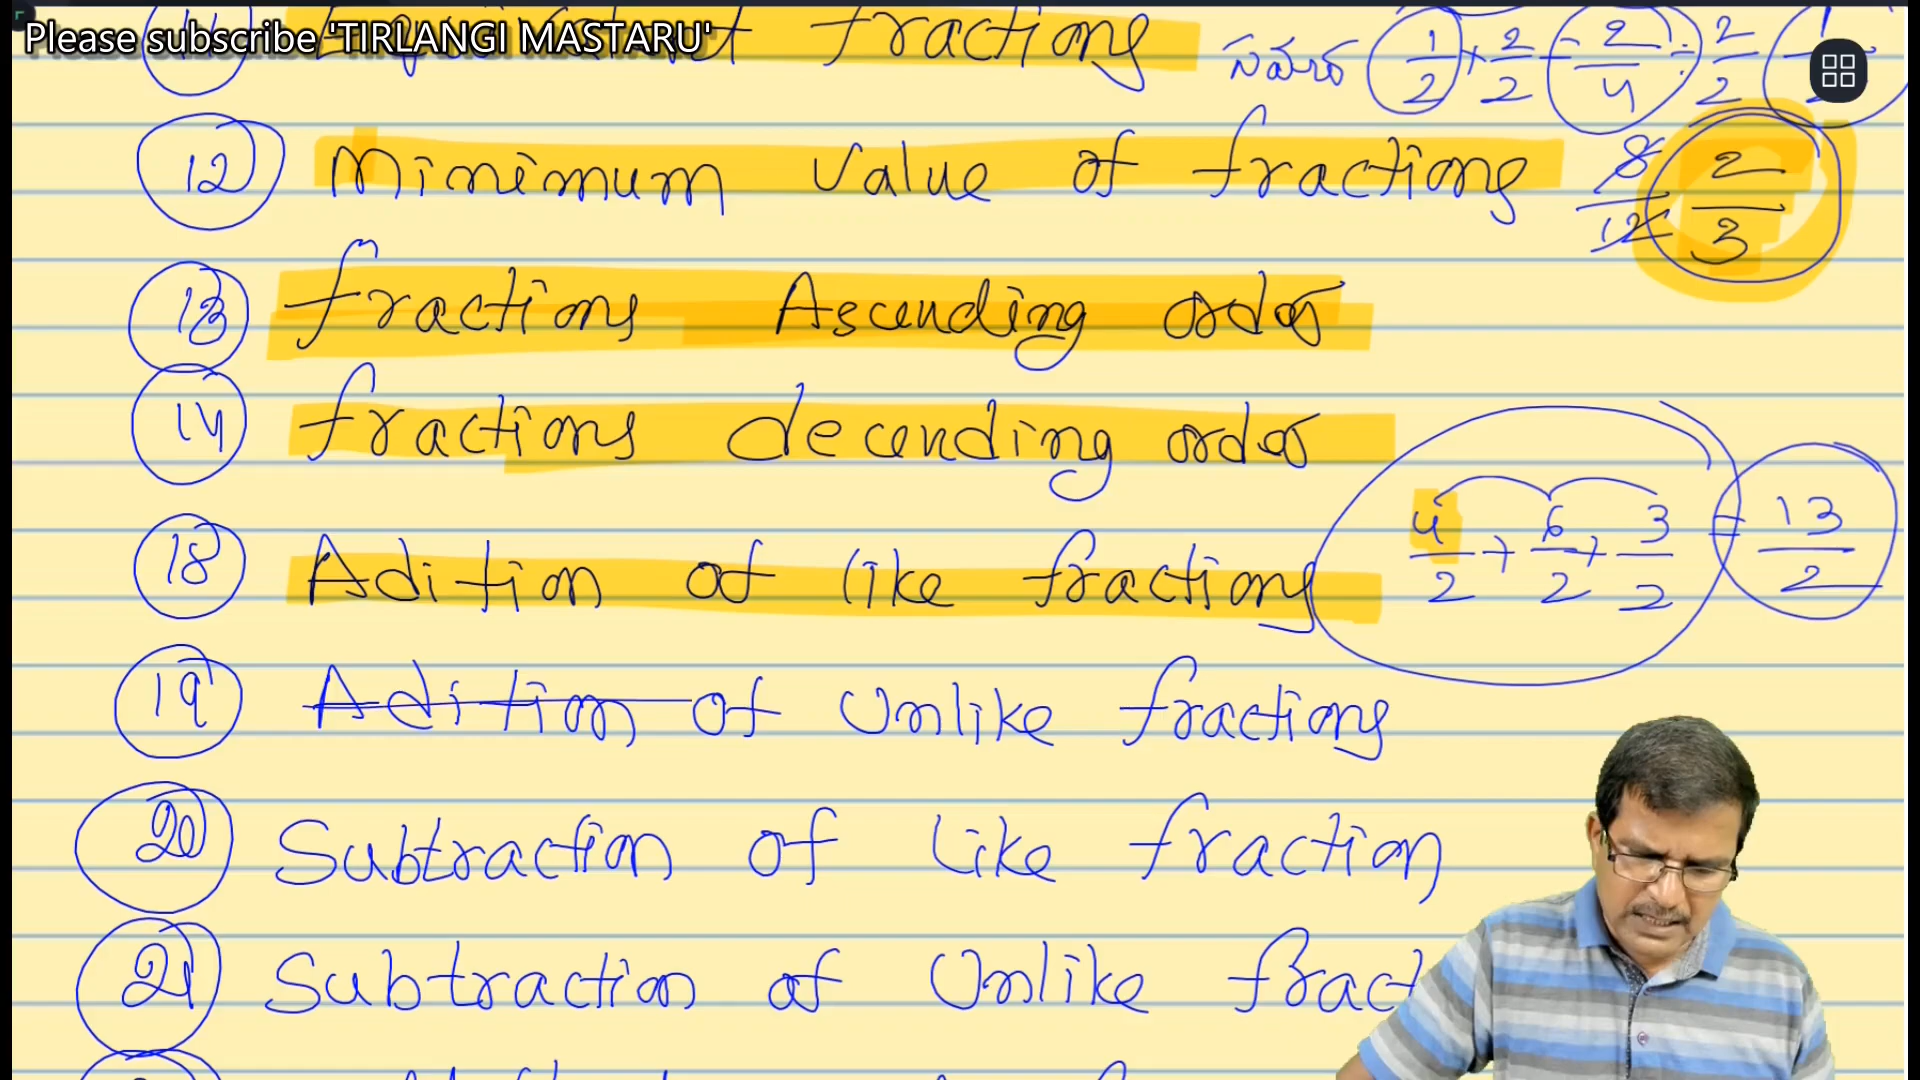 Please subscribe 'TIRLANGI MASTARU'
fractions సమాన 1/2 × 2/2 = 2/4 ÷ 2/2
12 Minimum value of fractions 8/12 2/3
13 fractions Ascending order
14 fractions decending order
18 Adition of like fractions 4/2 + 6/2 + 3/2 = 13/2
19 Adition of Unlike fractions
20 Subtraction of Like fraction
21 Subtraction of Unlike fract